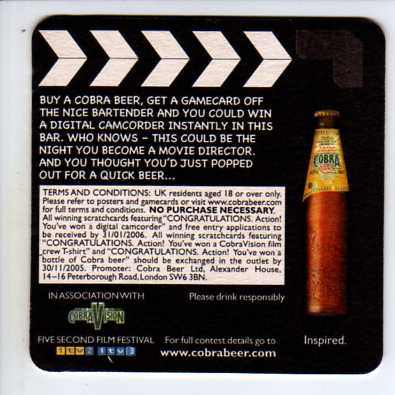 BUY A COBRA BEER, GET A GAMECARD OFF
THE NICE BARTENDER AND YOU COULD WIN
A DIGITAL CAMCORDER INSTANTLY IN THIS
BAR. WHO KNOWS – THIS COULD BE THE
NIGHT YOU BECOME A MOVIE DIRECTOR.
AND YOU THOUGHT YOU'D JUST POPPED
OUT FOR A QUICK BEER...
TERMS AND CONDITIONS: UK residents aged 18 or over only.
Please refer to posters and gamecards or visit www.cobrabeer.com
for full terms and conditions. NO PURCHASE NECESSARY.
All winning scratchcards featuring "CONGRATULATIONS. Action!
You've won a digital camcorder" and free entry applications to
be received by 31/01/2006. All winning scratchcards featuring
"CONGRATULATIONS. Action! You've won a CobraVision film
crew T-shirt" and "CONGRATULATIONS. Action! You've won a
bottle of Cobra beer" should be exchanged in the outlet by
30/11/2005. Promoter: Cobra Beer Ltd, Alexander House,
14–16 Peterborough Road, London SW6 3BN.
IN ASSOCIATION WITH
Please drink responsibly
COBRAVISION
FIVE SECOND FILM FESTIVAL
For full contest details go to
itv2 itv3
www.cobrabeer.com
COBRA
Inspired.